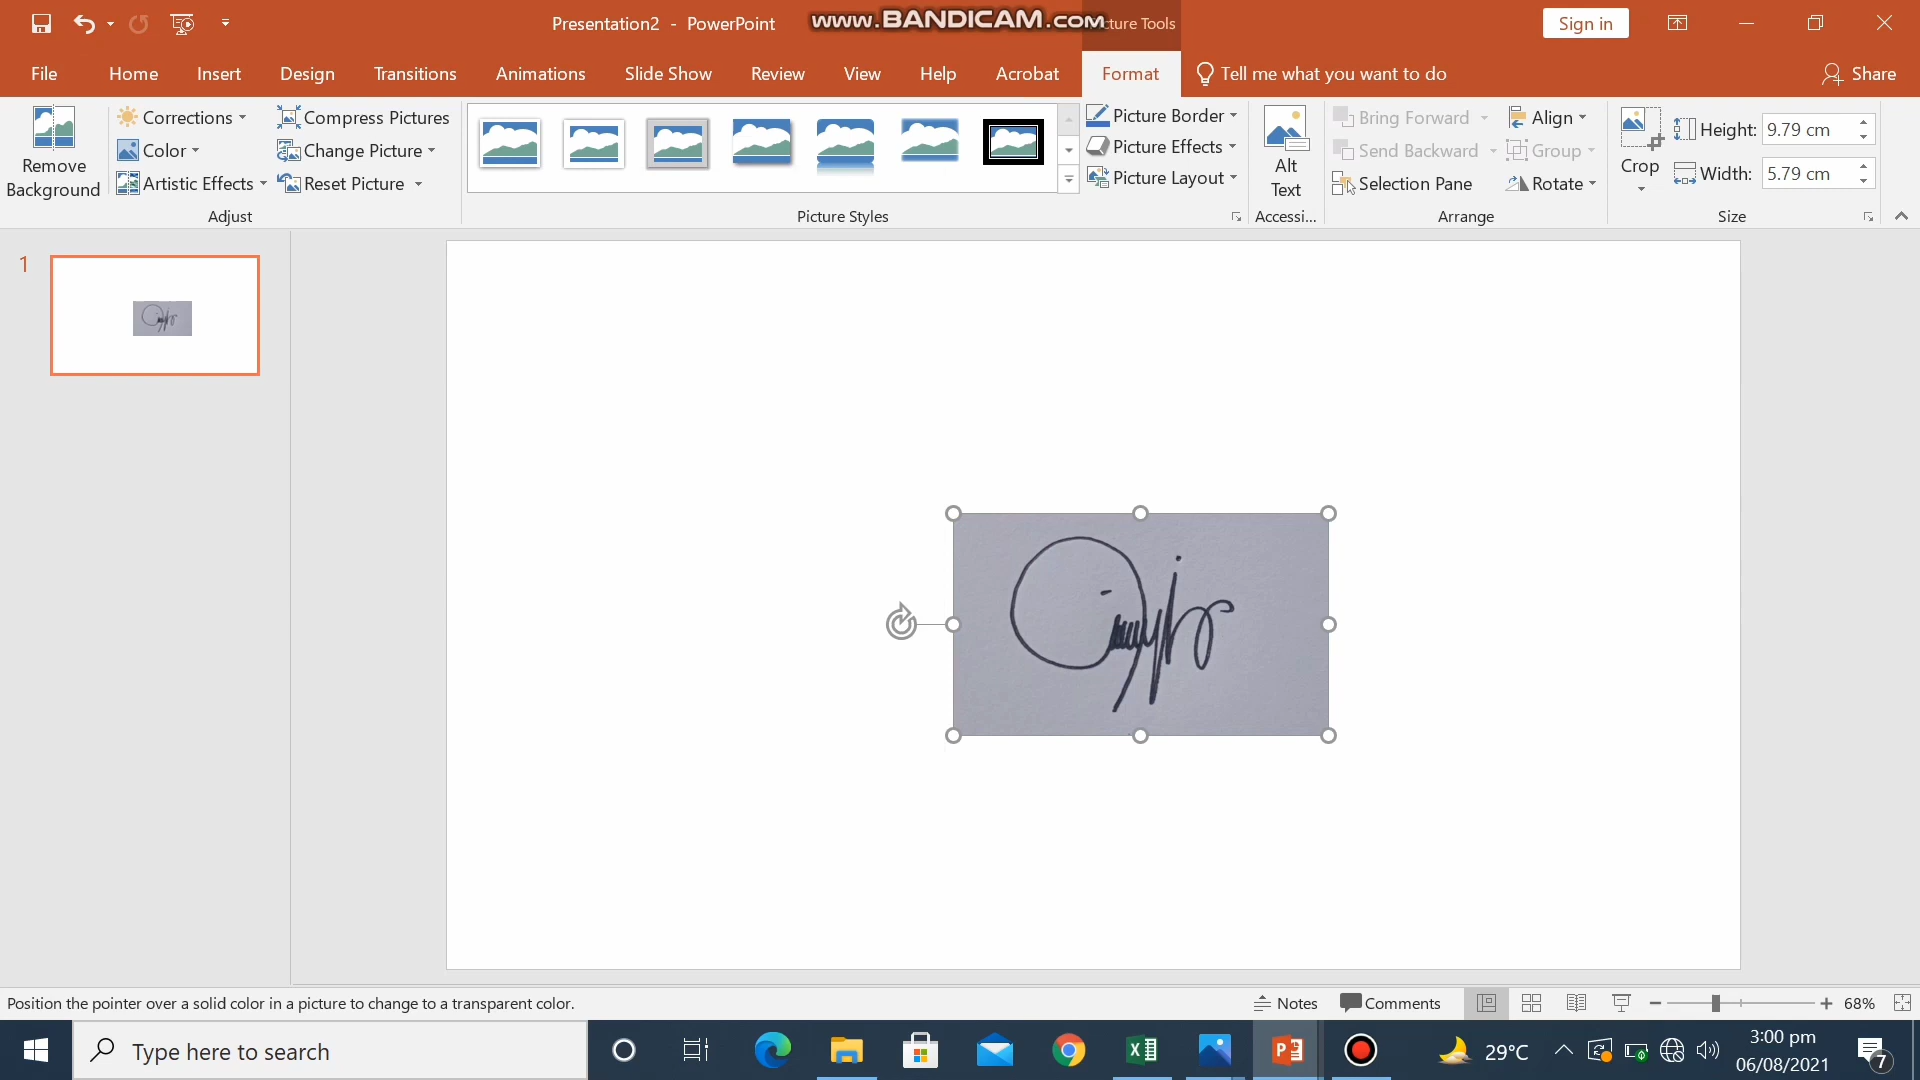 Presentation2 - PowerPoint
www.BANDICAM.com
Tools
Sign in
File
Home
Insert
Design
Transitions
Animations
Slide Show
Review
View
Help
Acrobat
Format
Tell me what you want to do
Share
Remove
Background
Corrections
Color
Artistic Effects
Compress Pictures
Change Picture
Reset Picture
Adjust
Picture Styles
Picture Border
Picture Effects
Picture Layout
Alt
Text
Accessi...
Bring Forward
Send Backward
Selection Pane
Align
Group
Rotate
Arrange
Crop
Height: 9.79 cm
Width: 5.79 cm
Size
1
Position the pointer over a solid color in a picture to change to a transparent color.
Notes
Comments
68%
Type here to search
29°C
3:00 pm
06/08/2021
7